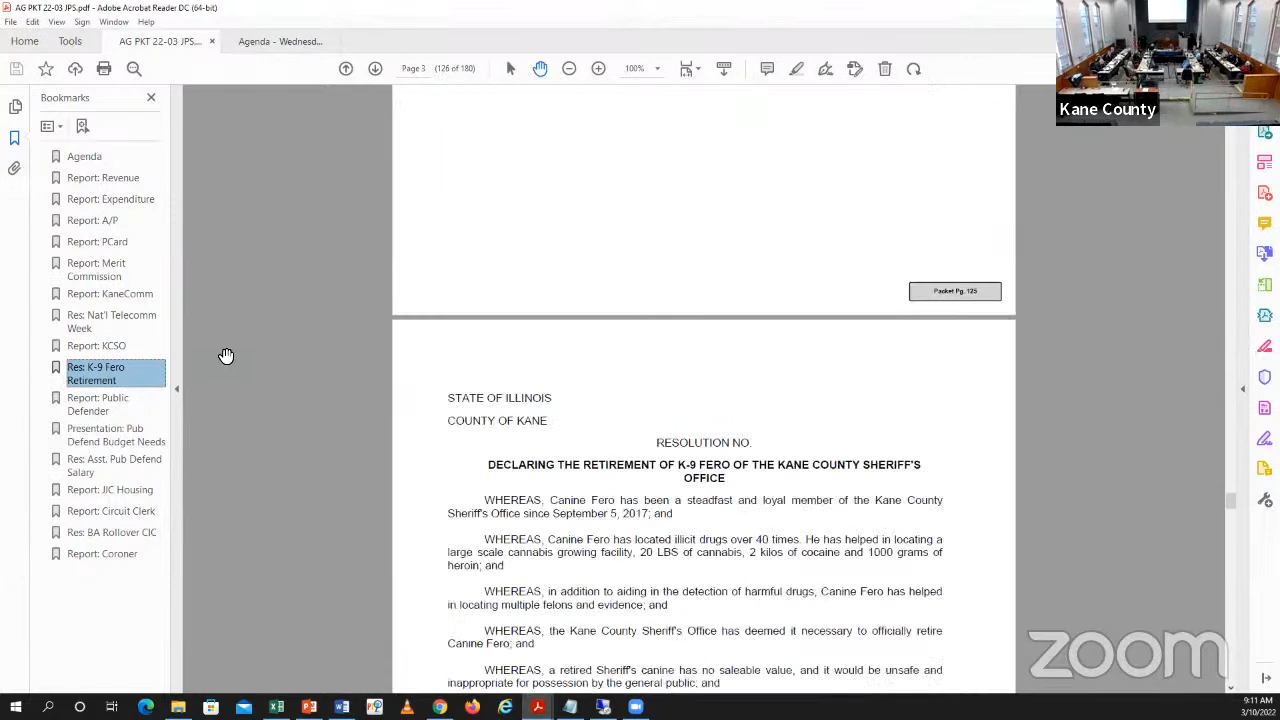 AG PKT 22-03 JPS.pdf - Adobe Acrobat Reader DC (64-bit)
File Edit View Sign Window Help
Home Tools AG PKT 22-03 JPS... × Agenda - Wednesd...
Page 3 (126 of 180) 100%
Kane County
Bookmarks
Agenda
Report: Revenue
Report: Expenditure
Report: A/P
Report: PCard
Report: Merit
Commission
Report: KaneComm
Res: Nat'l Telecomm
Week
Report: KCSO
Res: K-9 Fero
Retirement
Report: Public
Defender
Presentation: Pub
Defend Budget Needs
Res: Asst. Pub Defend
Salary
Report: JJC Housing
Report: Circuit Clerk
Res: BA Rollover CIC
Report: Coroner
Packet Pg. 125
STATE OF ILLINOIS
COUNTY OF KANE
RESOLUTION NO.
DECLARING THE RETIREMENT OF K-9 FERO OF THE KANE COUNTY SHERIFF'S
OFFICE
WHEREAS, Canine Fero has been a steadfast and loyal member of the Kane County
Sheriff's Office since September 5, 2017; and
WHEREAS, Canine Fero has located illicit drugs over 40 times. He has helped in locating a
large scale cannabis growing facility, 20 LBS of cannabis, 2 kilos of cocaine and 1000 grams of
heroin; and
WHEREAS, in addition to aiding in the detection of harmful drugs, Canine Fero has helped
in locating multiple felons and evidence; and
WHEREAS, the Kane County Sheriff's Office has deemed it necessary to officially retire
Canine Fero; and
WHEREAS, a retired Sheriff's canine has no saleable value, and it would be unsafe and
inappropriate for possession by the general public; and
zoom
9:11 AM
3/10/2022